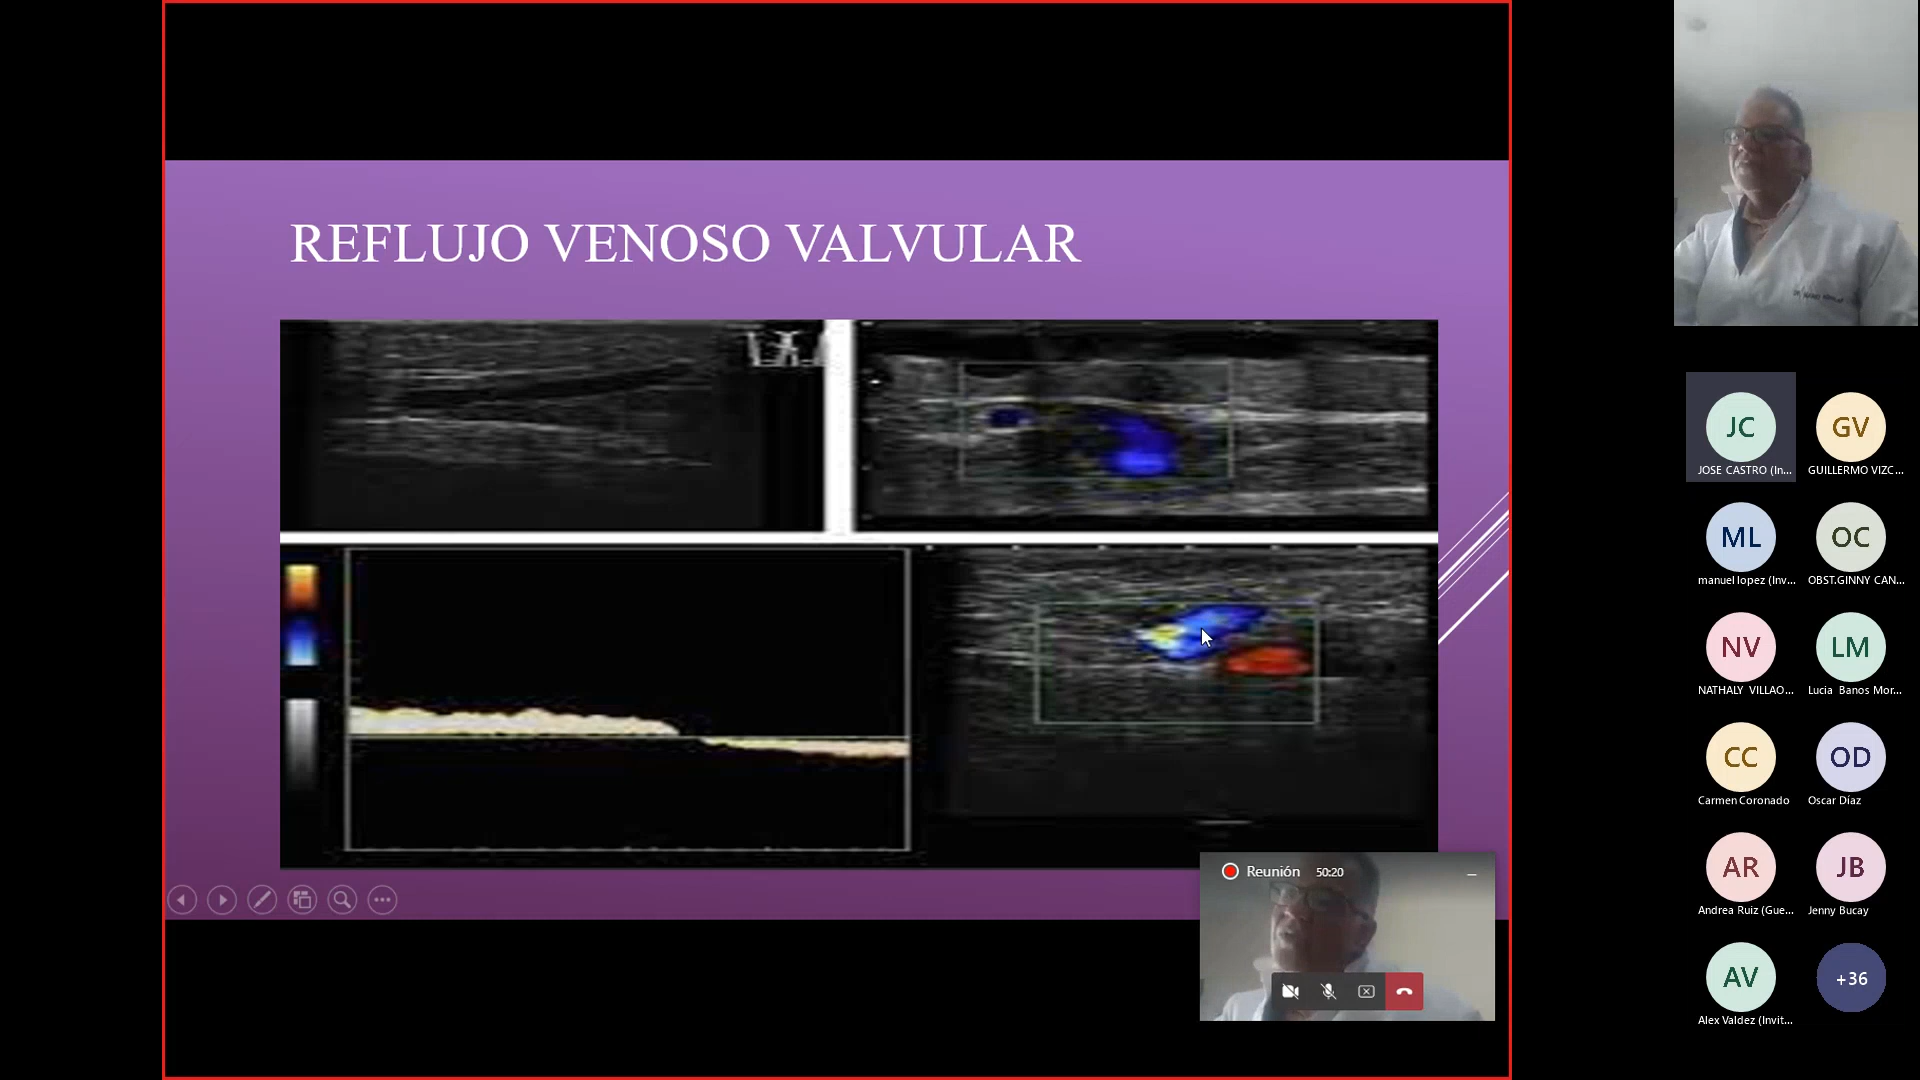 REFLUJO VENOSO VALVULAR
Reunión 50:20
JC
JOSE CASTRO (In...
GV
GUILLERMO VIZC...
ML
manuel lopez (Inv...
OC
OBST.GINNY CAN...
NV
NATHALY VILLAO...
LM
Lucia Banos Mor...
CC
Carmen Coronado
OD
Oscar Díaz
AR
Andrea Ruiz (Gue...
JB
Jenny Bucay
AV
Alex Valdez (Invit...
+36